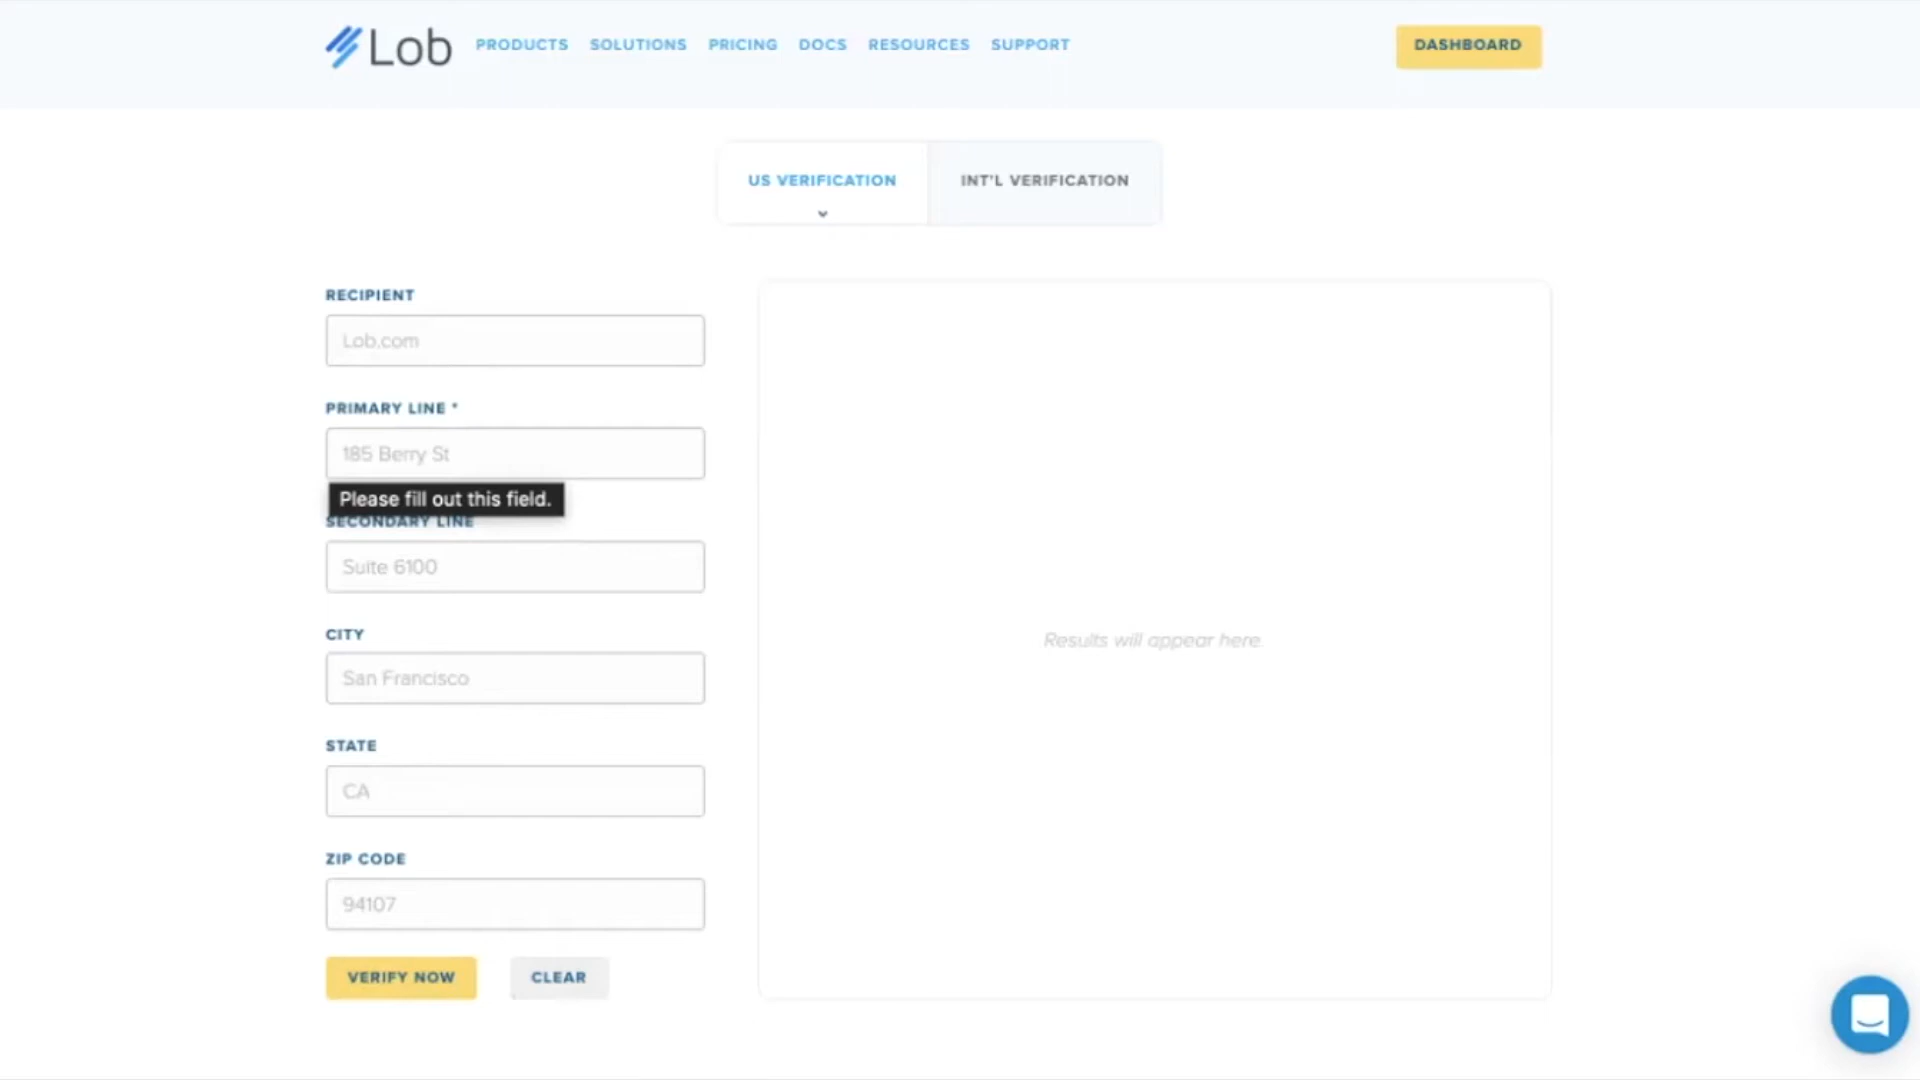 Lob
PRODUCTS SOLUTIONS PRICING DOCS RESOURCES SUPPORT
DASHBOARD
US VERIFICATION
INT'L VERIFICATION
RECIPIENT
Lob.com
PRIMARY LINE *
185 Berry St
Please fill out this field.
SECONDARY LINE
Suite 6100
CITY
San Francisco
STATE
CA
ZIP CODE
94107
VERIFY NOW
CLEAR
Results will appear here.